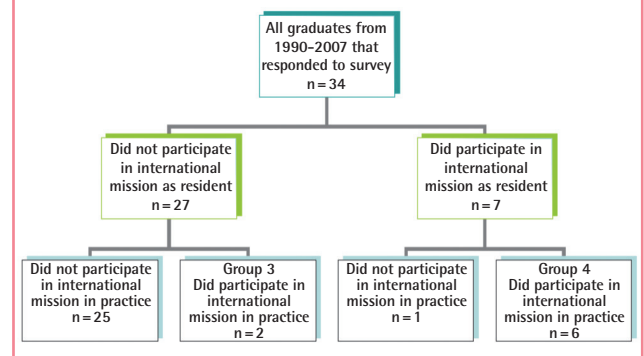 All graduates from
1990-2007 that
responded to survey
n=34
Did not participate
in international
mission as resident
n=27
Did participate in
international
mission as resident
n=7
Did not participate
in international
mission in practice
n=25
Group 3
Did participate in
international
mission in practice
n=2
Did not participate
in international
mission in practice
n=1
Group 4
Did participate in
international
mission in practice
n=6